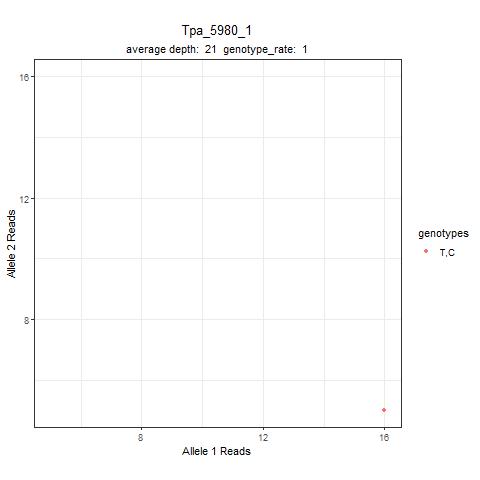 Tpa_5980_1
average depth:  21  genotype_rate:  1
16
12
8
Allele 2 Reads
8
12
16
Allele 1 Reads
genotypes
T,C